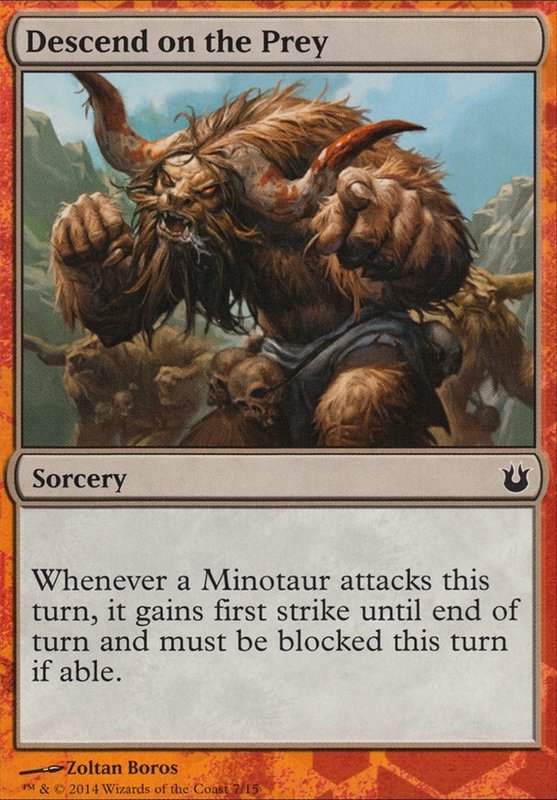 Descend on the Prey
Sorcery
Whenever a Minotaur attacks this
turn, it gains first strike until end of
turn and must be blocked this turn
if able.
Zoltan Boros
™ & © 2014 Wizards of the Coast 7/15